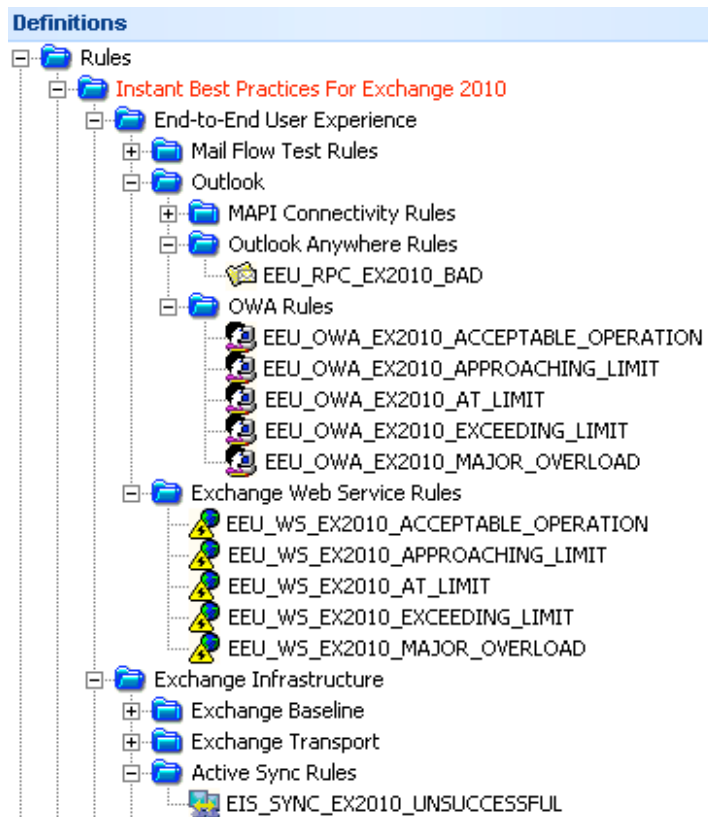 Definitions
Rules
Instant Best Practices For Exchange 2010
End-to-End User Experience
Mail Flow Test Rules
Outlook
MAPI Connectivity Rules
Outlook Anywhere Rules
EEU_RPC_EX2010_BAD
OWA Rules
EEU_OWA_EX2010_ACCEPTABLE_OPERATION
EEU_OWA_EX2010_APPROACHING_LIMIT
EEU_OWA_EX2010_AT_LIMIT
EEU_OWA_EX2010_EXCEEDING_LIMIT
EEU_OWA_EX2010_MAJOR_OVERLOAD
Exchange Web Service Rules
EEU_WS_EX2010_ACCEPTABLE_OPERATION
EEU_WS_EX2010_APPROACHING_LIMIT
EEU_WS_EX2010_AT_LIMIT
EEU_WS_EX2010_EXCEEDING_LIMIT
EEU_WS_EX2010_MAJOR_OVERLOAD
Exchange Infrastructure
Exchange Baseline
Exchange Transport
Active Sync Rules
EIS_SYNC_EX2010_UNSUCCESSFUL